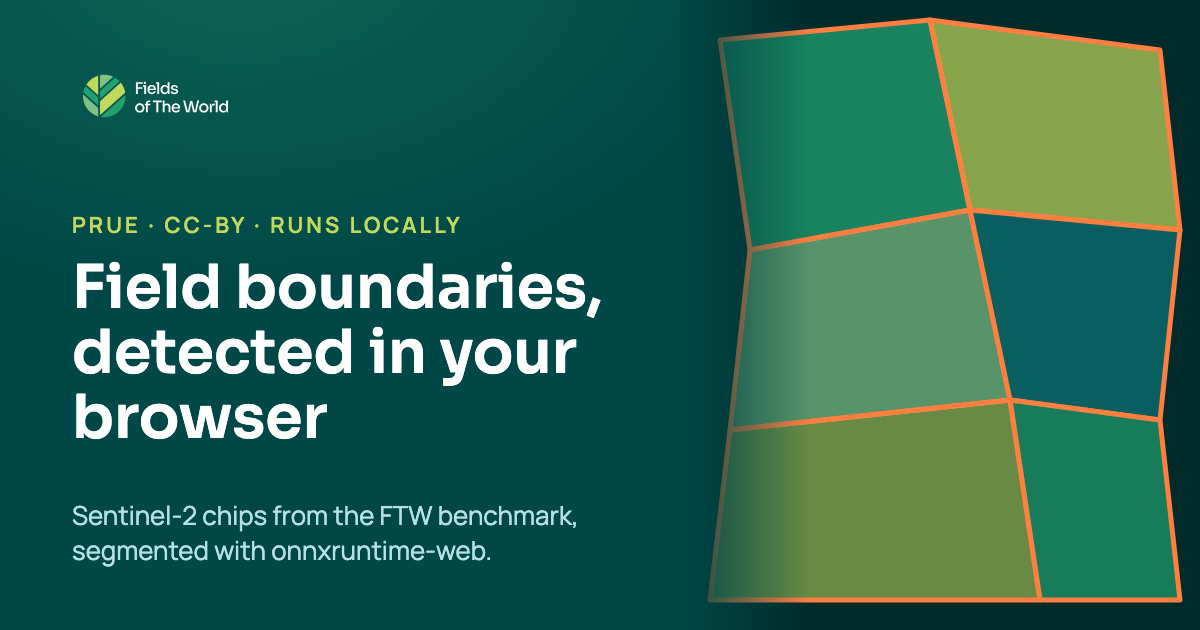 Fields
of The World
PRUE · CC-BY · RUNS LOCALLY
Field boundaries,
detected in your
browser
Sentinel-2 chips from the FTW benchmark,
segmented with onnxruntime-web.